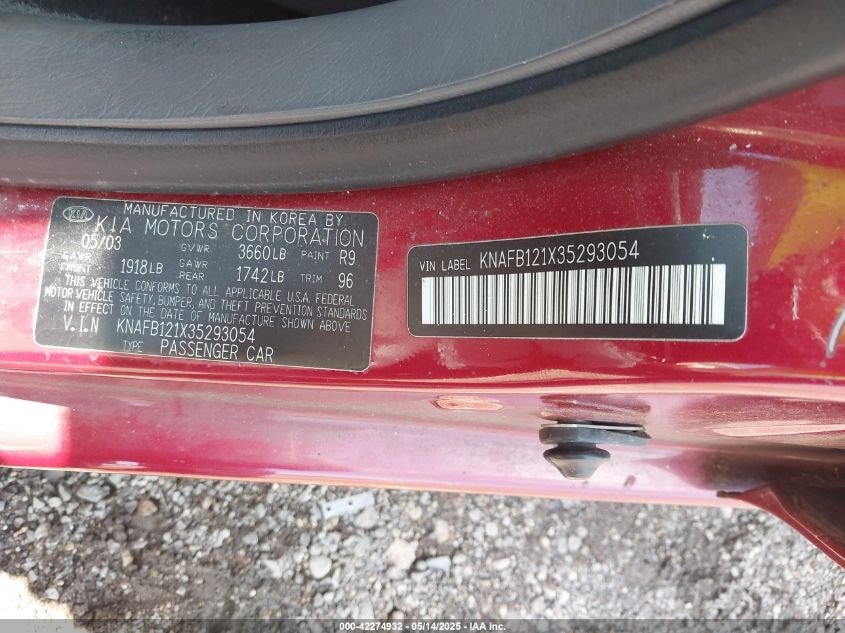 KIA
MANUFACTURED IN KOREA BY
KIA MOTORS CORPORATION
05/03 GVWR 3660LB PAINT R9
GAWR FRONT 1918LB GAWR REAR 1742LB TRIM 96
THIS VEHICLE CONFORMS TO ALL APPLICABLE U.S.A. FEDERAL
MOTOR VEHICLE SAFETY, BUMPER, AND THEFT PREVENTION STANDARDS
IN EFFECT ON THE DATE OF MANUFACTURE SHOWN ABOVE
V.I.N KNAFB121X35293054
TYPE PASSENGER CAR
VIN LABEL KNAFB121X35293054
000-42274932 - 05/14/2025 - IAA Inc.